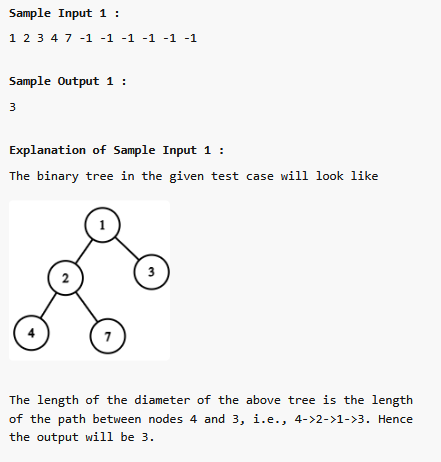 Sample Input 1 :
1 2 3 4 7 -1 -1 -1 -1 -1 -1
Sample Output 1 :
3
Explanation of Sample Input 1 :
The binary tree in the given test case will look like
1
2
3
4
7
The length of the diameter of the above tree is the length
of the path between nodes 4 and 3, i.e., 4->2->1->3. Hence
the output will be 3.